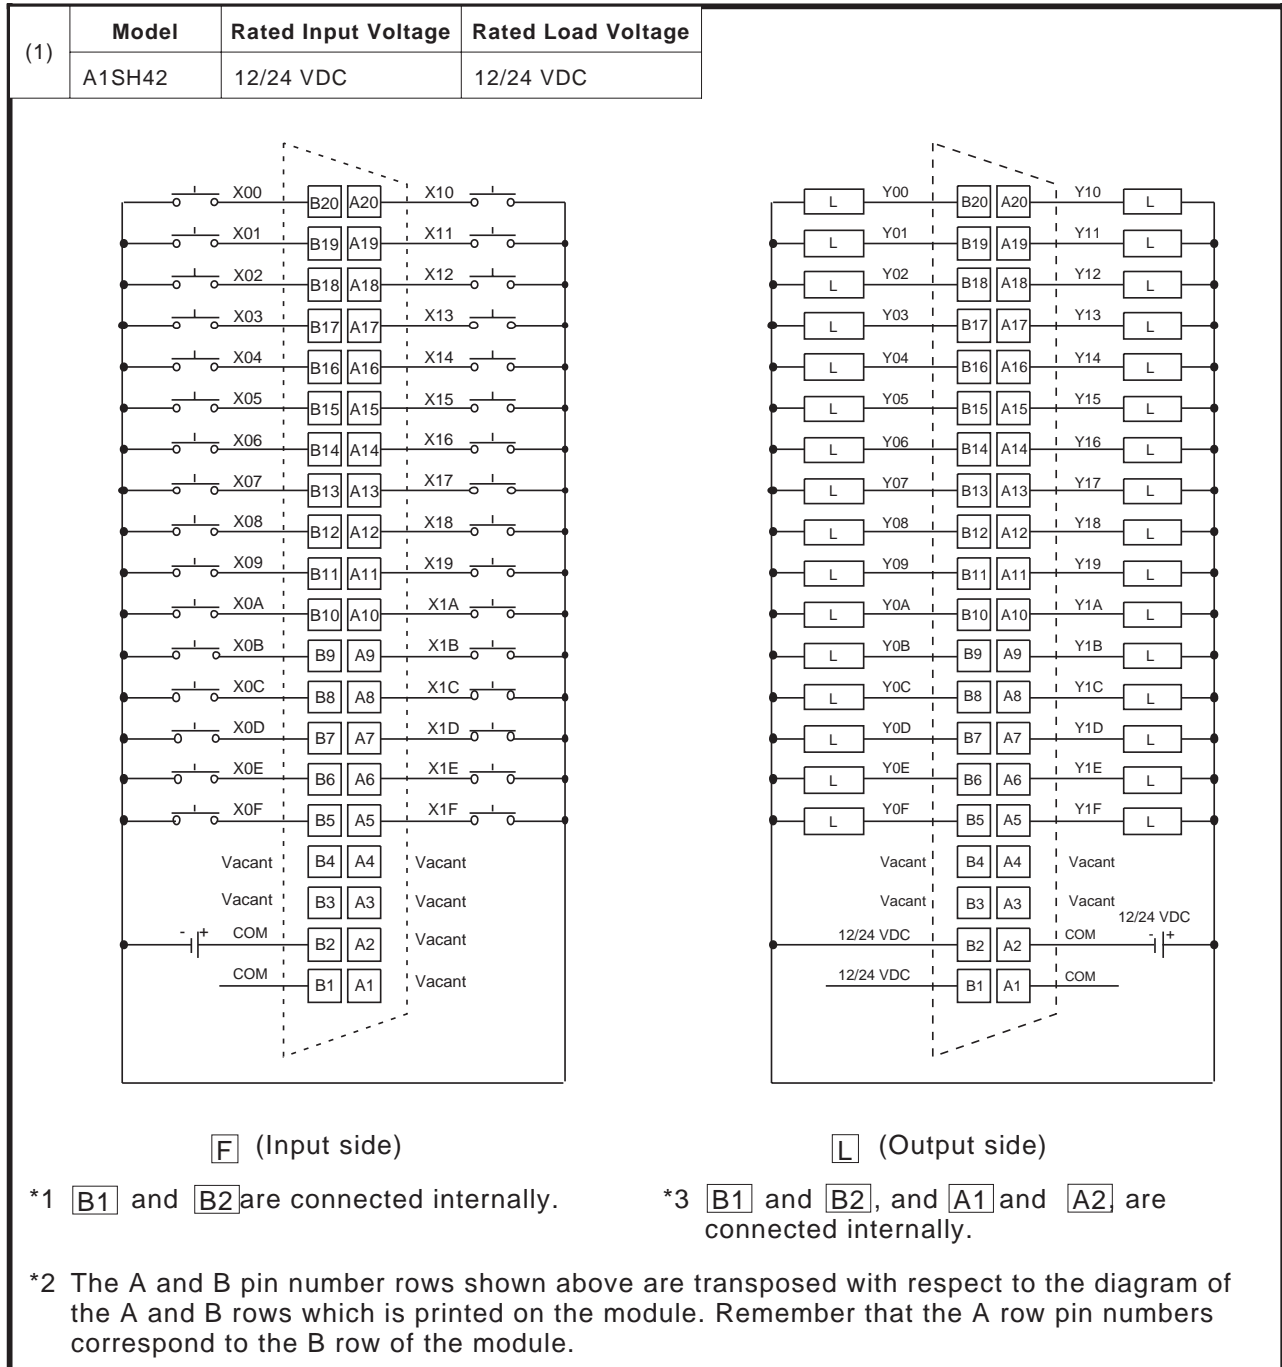 (1) Model Rated Input Voltage Rated Load Voltage
A1SH42 12/24 VDC 12/24 VDC
X00 B20 A20 X10
X01 B19 A19 X11
X02 B18 A18 X12
X03 B17 A17 X13
X04 B16 A16 X14
X05 B15 A15 X15
X06 B14 A14 X16
X07 B13 A13 X17
X08 B12 A12 X18
X09 B11 A11 X19
X0A B10 A10 X1A
X0B B9 A9 X1B
X0C B8 A8 X1C
X0D B7 A7 X1D
X0E B6 A6 X1E
X0F B5 A5 X1F
Vacant B4 A4 Vacant
Vacant B3 A3 Vacant
- + COM B2 A2 Vacant
COM B1 A1 Vacant
F (Input side)
L Y00 B20 A20 Y10 L
L Y01 B19 A19 Y11 L
L Y02 B18 A18 Y12 L
L Y03 B17 A17 Y13 L
L Y04 B16 A16 Y14 L
L Y05 B15 A15 Y15 L
L Y06 B14 A14 Y16 L
L Y07 B13 A13 Y17 L
L Y08 B12 A12 Y18 L
L Y09 B11 A11 Y19 L
L Y0A B10 A10 Y1A L
L Y0B B9 A9 Y1B L
L Y0C B8 A8 Y1C L
L Y0D B7 A7 Y1D L
L Y0E B6 A6 Y1E L
L Y0F B5 A5 Y1F L
Vacant B4 A4 Vacant
Vacant B3 A3 Vacant
12/24 VDC
12/24 VDC B2 A2 COM - +
12/24 VDC B1 A1 COM
L (Output side)
*1 B1 and B2 are connected internally.
*3 B1 and B2, and A1 and A2, are
connected internally.
*2 The A and B pin number rows shown above are transposed with respect to the diagram of
the A and B rows which is printed on the module. Remember that the A row pin numbers
correspond to the B row of the module.